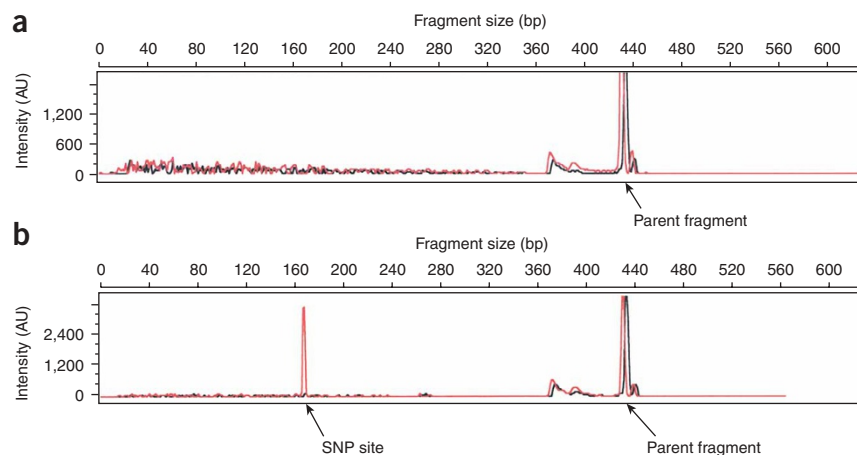 a
Fragment size (bp)
0 40 80 120 160 200 240 280 320 360 400 440 480 520 560 600
Intensity (AU)
1,200
600
0
Parent fragment
b
Fragment size (bp)
0 40 80 120 160 200 240 280 320 360 400 440 480 520 560 600
Intensity (AU)
2,400
1,200
0
SNP site
Parent fragment